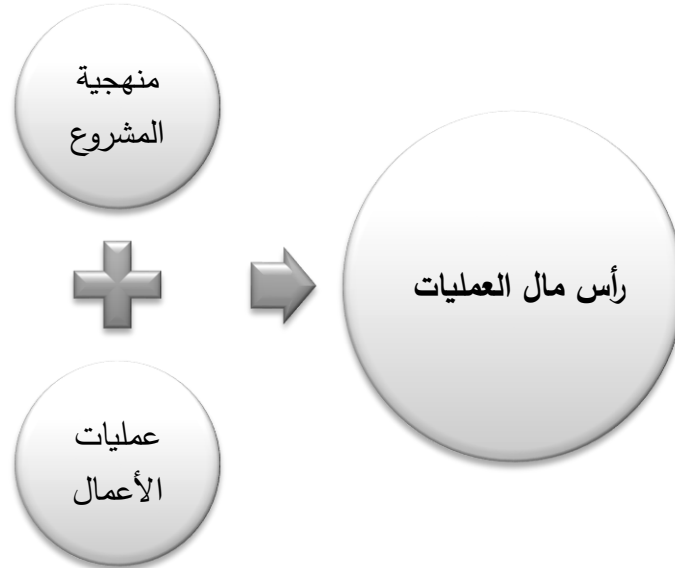 منهجية
المشروع
عمليات
الأعمال
رأس مال العمليات